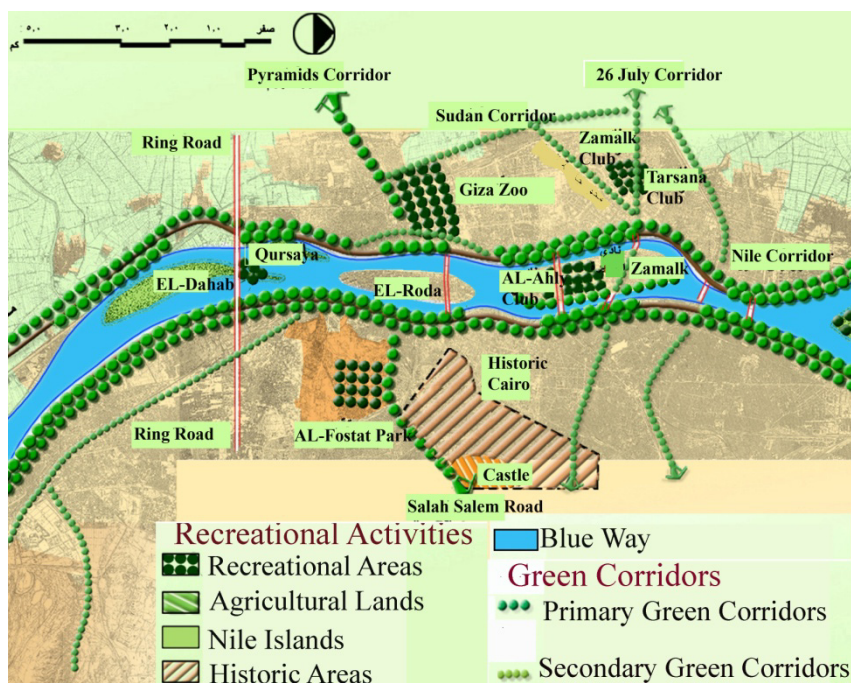 صفر ١,٠ ٢,٠ ٣,٠ ٥,٠
كم
Pyramids Corridor
26 July Corridor
Sudan Corridor
Ring Road
Zamalk
Club
Giza Zoo
Tarsana
Club
Qursaya
EL-Dahab
EL-Roda
AL-Ahly
Club
Zamalk
Nile Corridor
Historic
Cairo
Ring Road
AL-Fostat Park
Castle
Salah Salem Road
Recreational Activities
Recreational Areas
Agricultural Lands
Nile Islands
Historic Areas
Blue Way
Green Corridors
Primary Green Corridors
Secondary Green Corridors